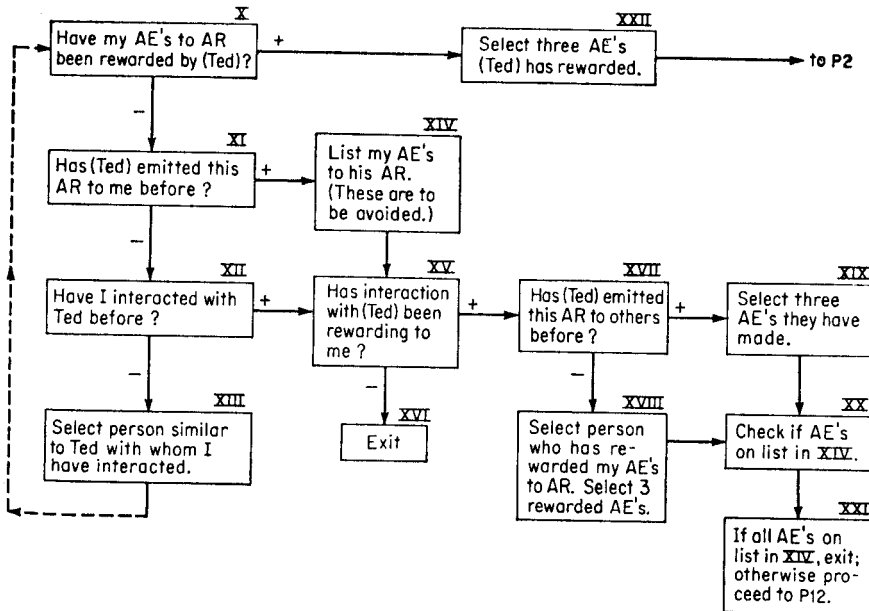 X
Have my AE's to AR
been rewarded by (Ted)?
+
XXII
Select three AE's
(Ted) has rewarded.
to P2
–
XI
Has (Ted) emitted this
AR to me before ?
+
XIV
List my AE's
to his AR.
(These are to
be avoided.)
–
XII
Have I interacted with
Ted before ?
+
XV
Has interaction
with (Ted) been
rewarding to
me ?
+
XVII
Has (Ted) emitted
this AR to others
before ?
+
XIX
Select three
AE's they have
made.
–
XIII
Select person similar
to Ted with whom I
have interacted.
–
XVI
Exit
–
XVIII
Select person
who has re-
warded my AE's
to AR. Select 3
rewarded AE's.
XX
Check if AE's
on list in XIV.
XXI
If all AE's on
list in XIV, exit;
otherwise pro-
ceed to P12.